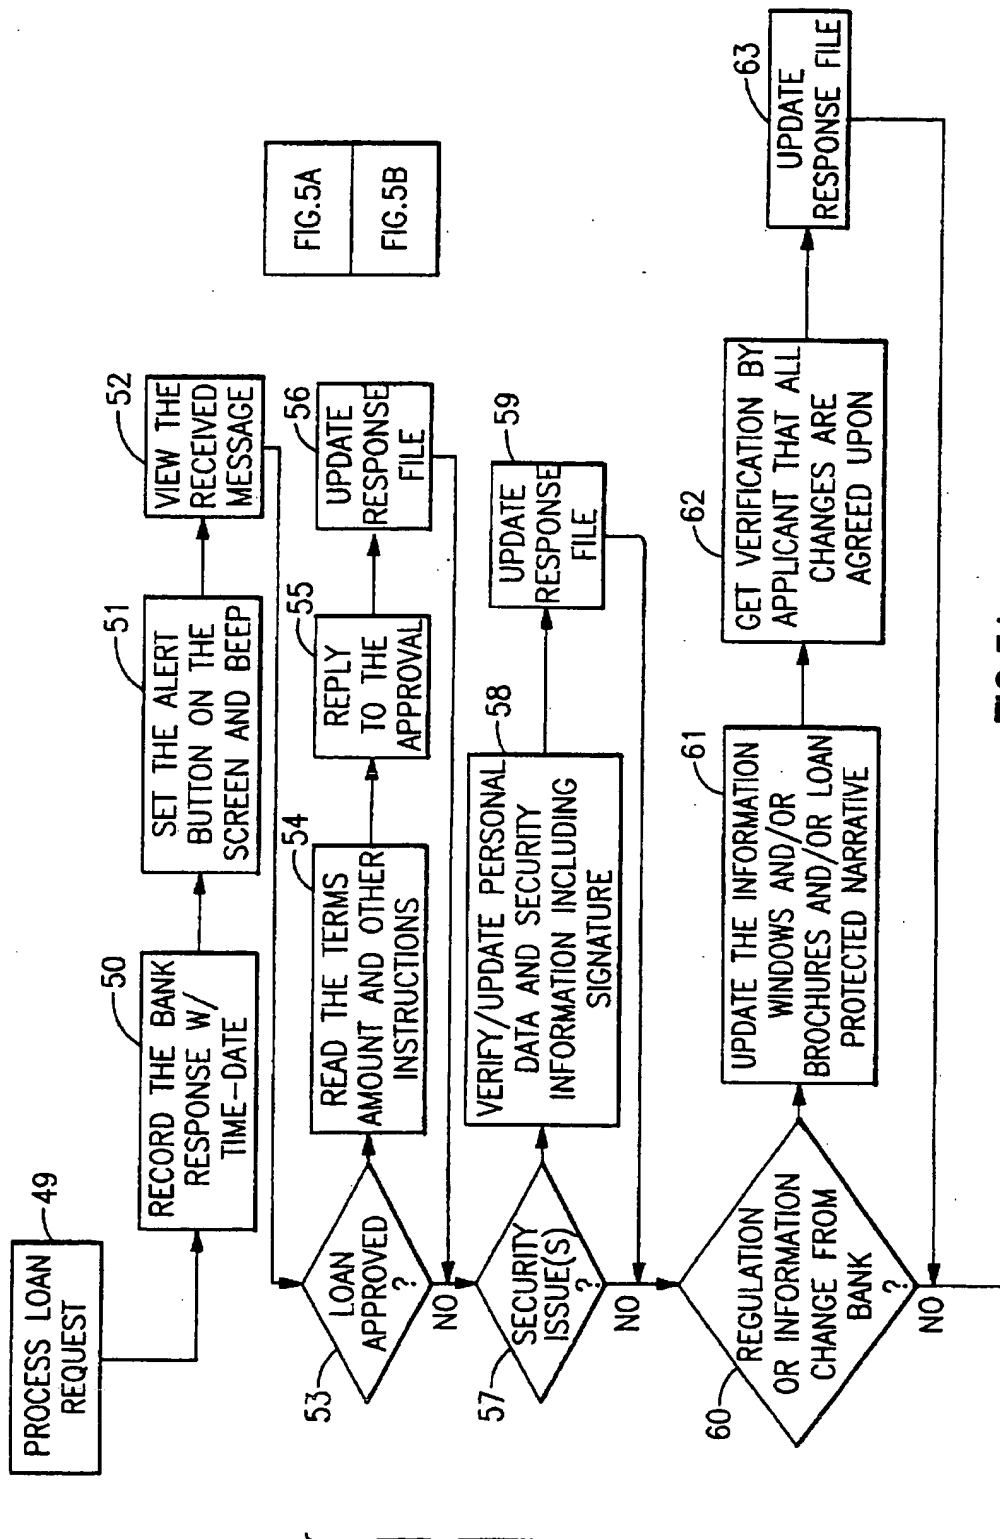 PROCESS LOAN
REQUEST
49
RECORD THE BANK
RESPONSE W/
TIME-DATE
50
SET THE ALERT
BUTTON ON THE
SCREEN AND BEEP
51
VIEW THE
RECEIVED
MESSAGE
52
LOAN
APPROVED
?
53
NO
READ THE TERMS
AMOUNT AND OTHER
INSTRUCTIONS
54
REPLY
TO THE
APPROVAL
55
UPDATE
RESPONSE
FILE
56
FIG.5A
FIG.5B
SECURITY
ISSUE(S)
?
57
NO
VERIFY/UPDATE PERSONAL
DATA AND SECURITY
INFORMATION INCLUDING
SIGNATURE
58
UPDATE
RESPONSE
FILE
59
REGULATION
OR INFORMATION
CHANGE FROM
BANK
?
60
NO
UPDATE THE INFORMATION
WINDOWS AND/OR
BROCHURES AND/OR LOAN
PROTECTED NARRATIVE
61
GET VERIFICATION BY
APPLICANT THAT ALL
CHANGES ARE
AGREED UPON
62
UPDATE
RESPONSE FILE
63